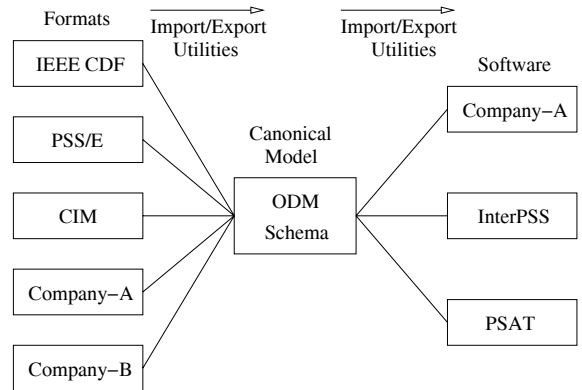 Formats
Import/Export
Utilities
Import/Export
Utilities
IEEE CDF
PSS/E
CIM
Company−A
Company−B
Canonical
Model
ODM
Schema
Software
Company−A
InterPSS
PSAT